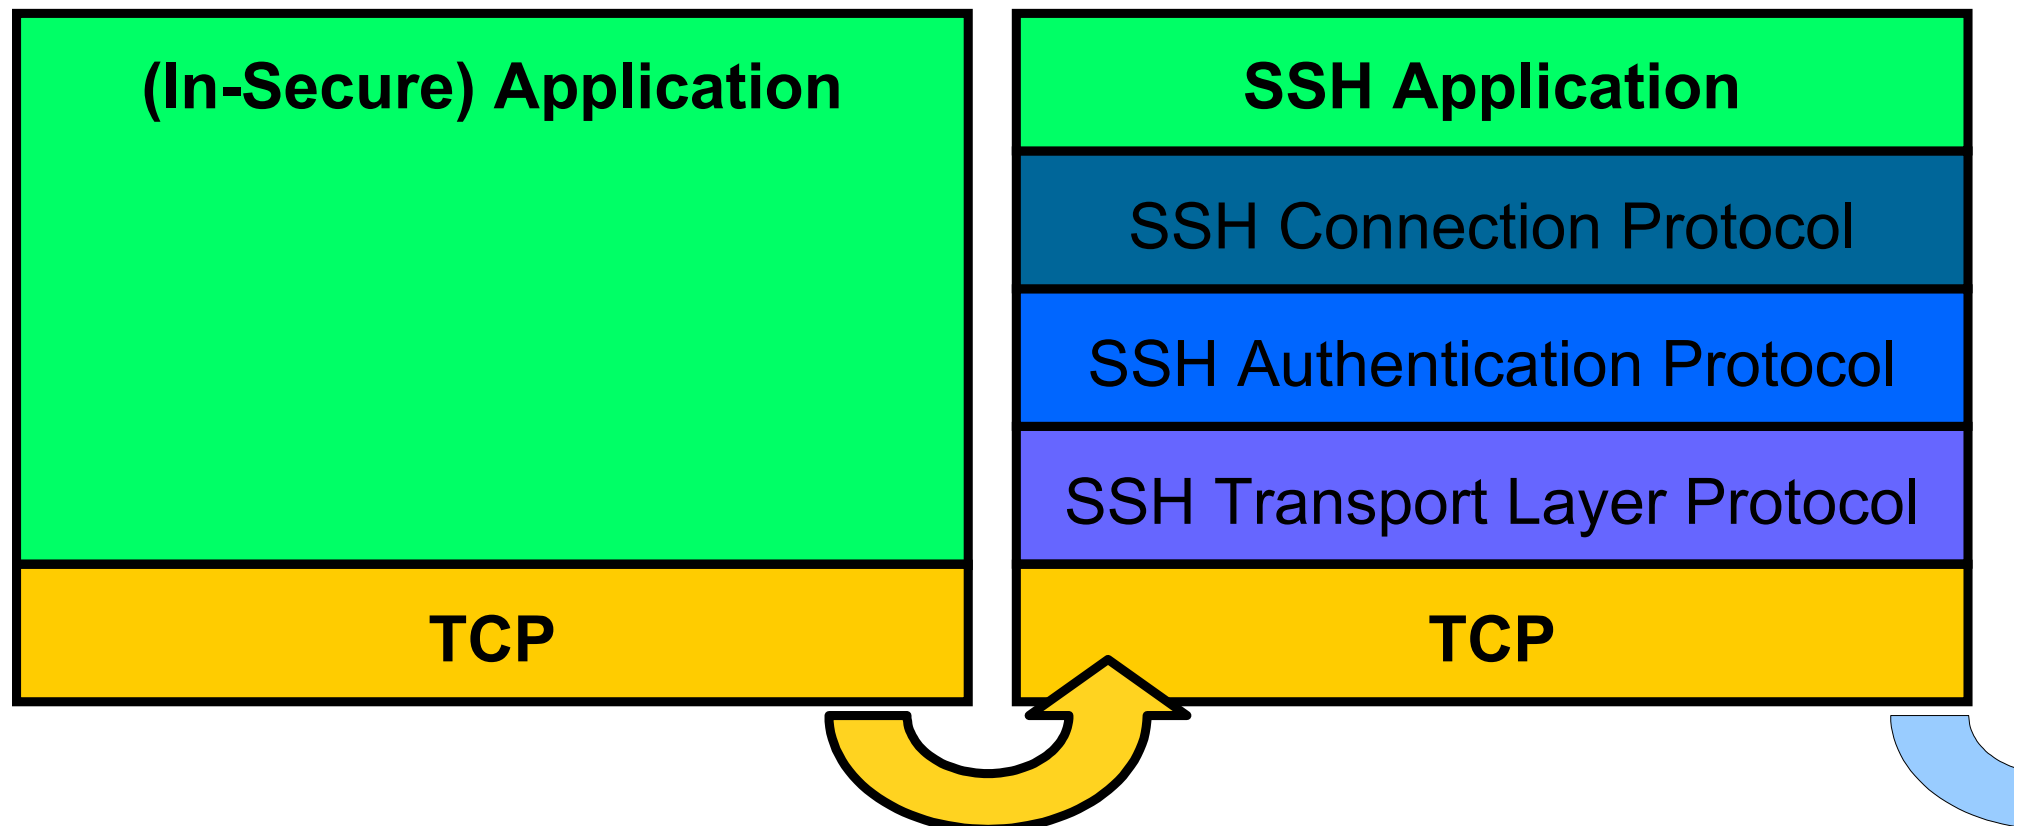 (In-Secure) Application
TCP
SSH Application
SSH Connection Protocol
SSH Authentication Protocol
SSH Transport Layer Protocol
TCP